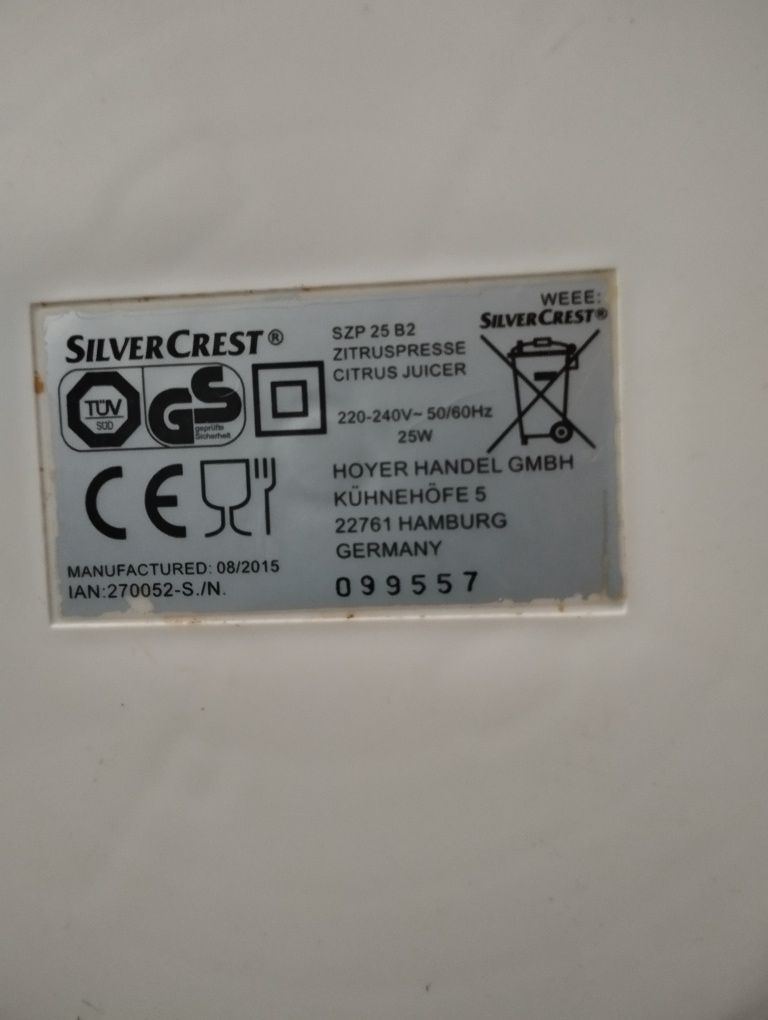 SILVERCREST®
TÜV
SÜD
GS
geprüfte
Sicherheit
CE
MANUFACTURED: 08/2015
IAN:270052-S./N.
SZP 25 B2
ZITRUSPRESSE
CITRUS JUICER
220-240V~ 50/60Hz
25W
HOYER HANDEL GMBH
KÜHNEHÖFE 5
22761 HAMBURG
GERMANY
099557
WEEE:
SILVERCREST®